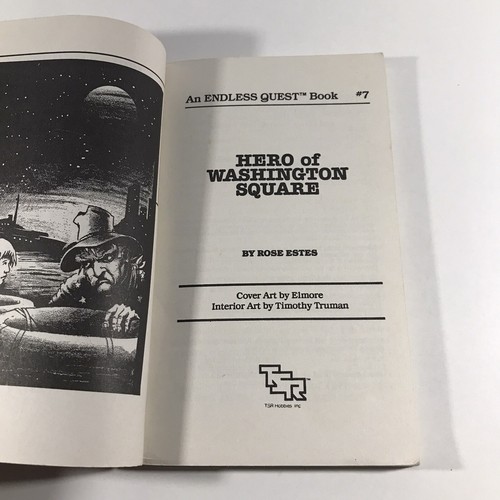 An ENDLESS QUEST™ Book #7
HERO of
WASHINGTON
SQUARE
BY ROSE ESTES
Cover Art by Elmore
Interior Art by Timothy Truman
TSR™
TSR Hobbies, Inc.